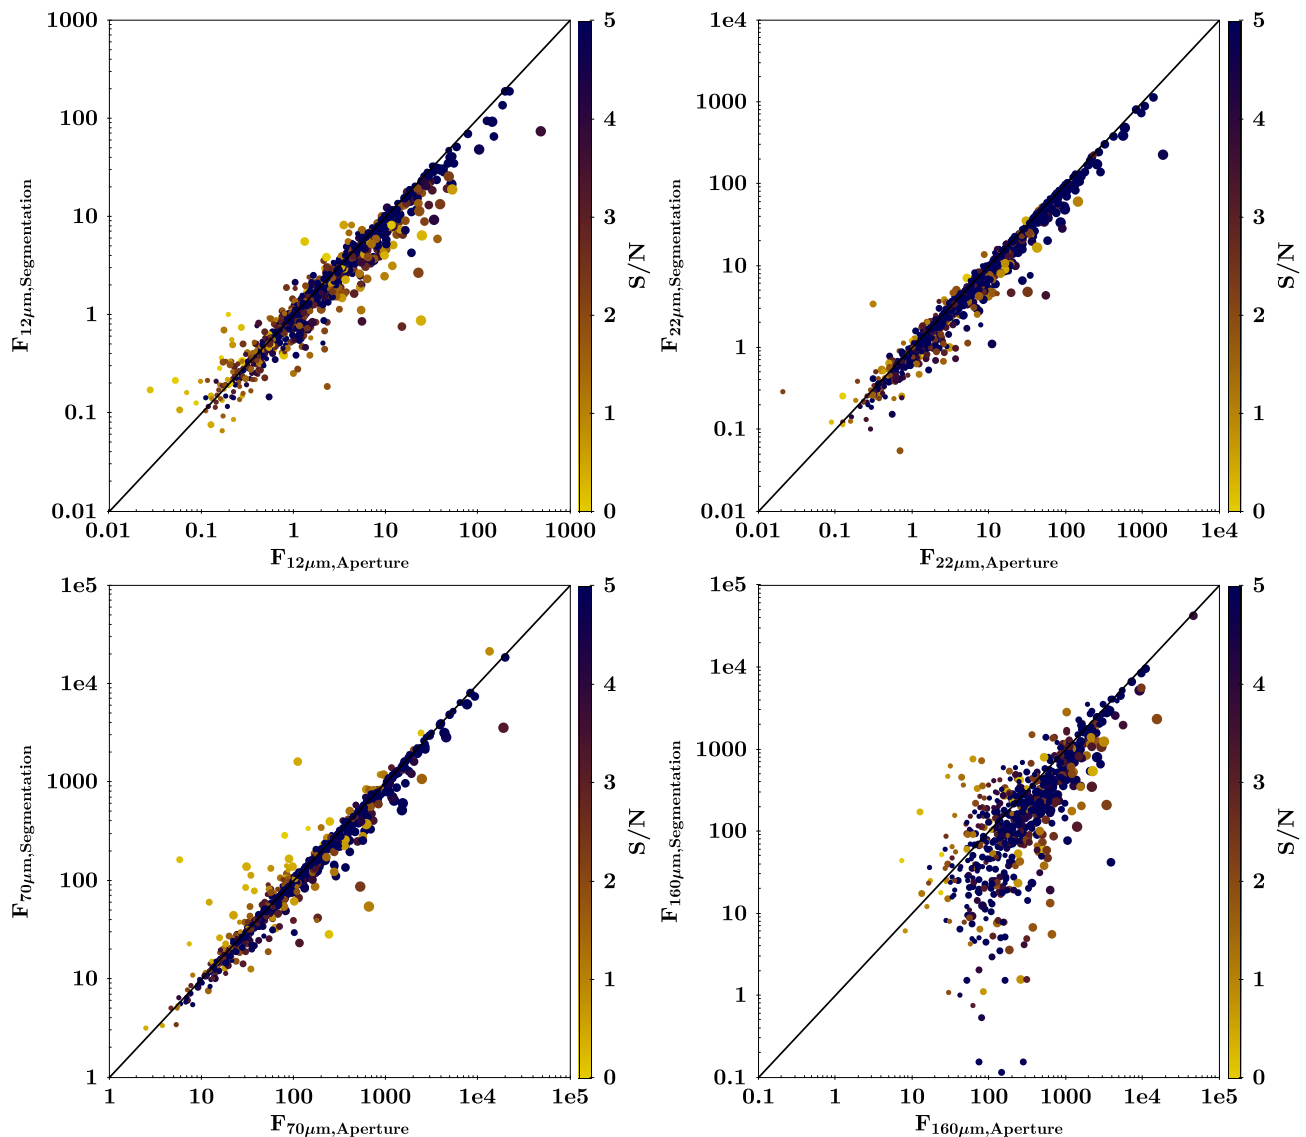 1000
100
10
1
0.1
0.01
0.01 0.1 1 10 100 1000
F12μm,Segmentation
F12μm,Aperture
5
4
3
2
1
0
S/N
1e4
1000
100
10
1
0.1
0.01
0.01 0.1 1 10 100 1000 1e4
F22μm,Segmentation
F22μm,Aperture
5
4
3
2
1
0
S/N
1e5
1e4
1000
100
10
1
1 10 100 1000 1e4 1e5
F70μm,Segmentation
F70μm,Aperture
5
4
3
2
1
0
S/N
1e5
1e4
1000
100
10
1
0.1
0.1 1 10 100 1000 1e4 1e5
F160μm,Segmentation
F160μm,Aperture
5
4
3
2
1
0
S/N